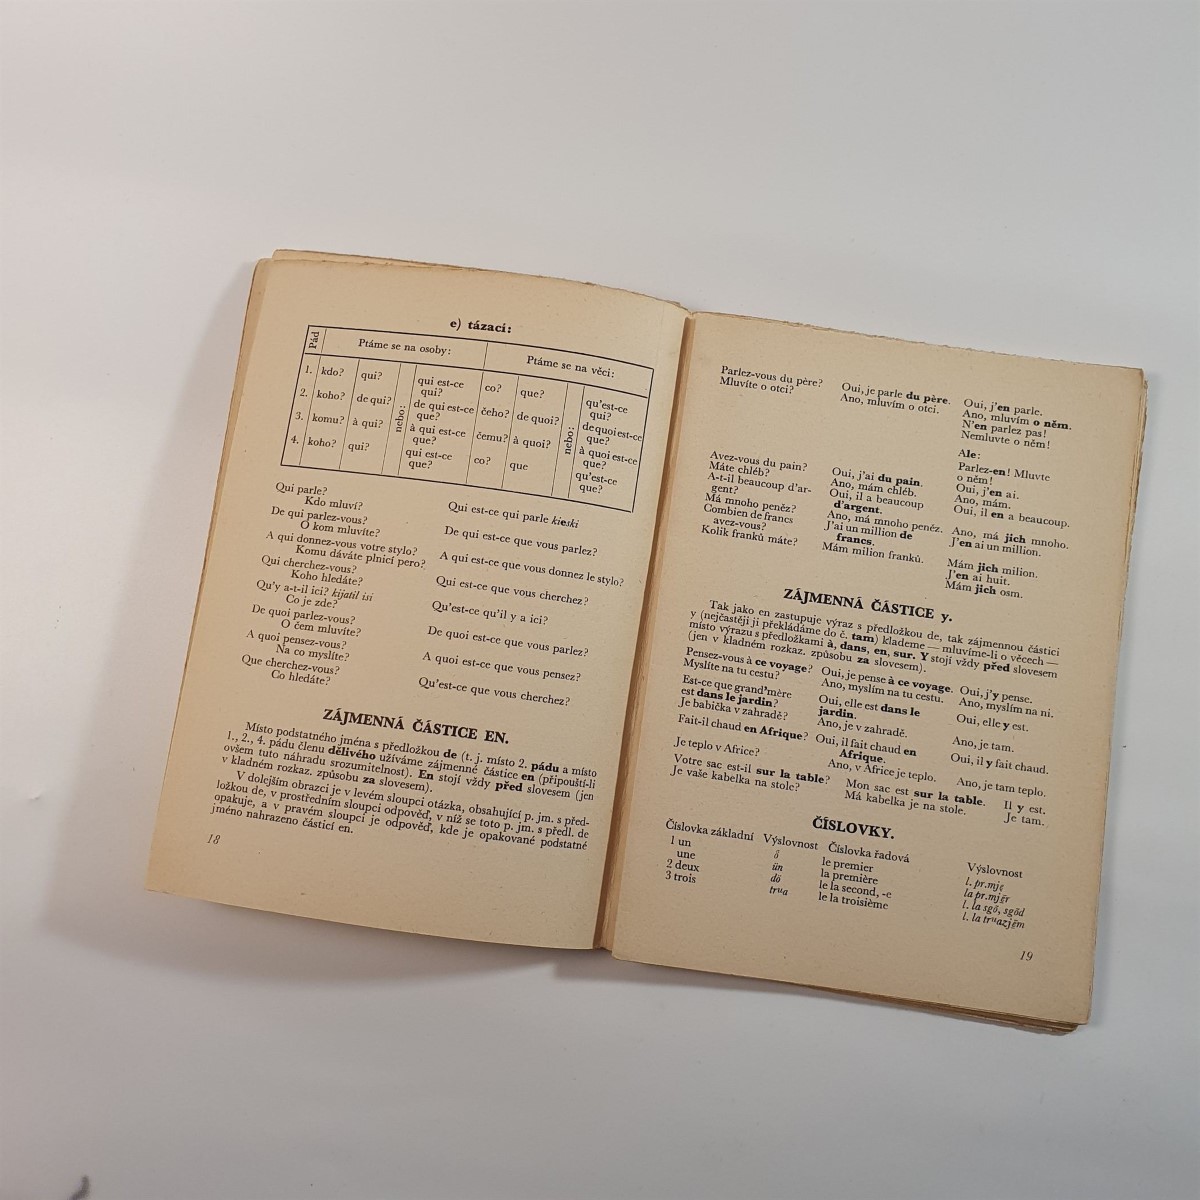 e) tázací:
Pád Ptáme se na osoby: Ptáme se na věci:
1. kdo? qui? nebo: qui est-ce qui? co? que? nebo: qu'est-ce qui?
2. koho? de qui? de qui est-ce que? čeho? de quoi? de quoi est-ce que?
3. komu? à qui? à qui est-ce que? čemu? à quoi? à quoi est-ce que?
4. koho? qui? qui est-ce que? co? que qu'est-ce que?
Qui parle? Qui est-ce qui parle kieski
Kdo mluví?
De qui parlez-vous? De qui est-ce que vous parlez?
O kom mluvíte?
A qui donnez-vous votre stylo? A qui est-ce que vous donnez le stylo?
Komu dáváte plnicí pero?
Qui cherchez-vous? Qui est-ce que vous cherchez?
Koho hledáte?
Qu'y a-t-il ici? kijatil isi Qu'est-ce qu'il y a ici?
Co je zde?
De quoi parlez-vous? De quoi est-ce que vous parlez?
O čem mluvíte?
A quoi pensez-vous? A quoi est-ce que vous pensez?
Na co myslíte?
Que cherchez-vous? Qu'est-ce que vous cherchez?
Co hledáte?
ZÁJMENNÁ ČÁSTICE EN.
Místo podstatného jména s předložkou de (t. j. místo 2. pádu a místo
1., 2., 4. pádu členu dělivého užíváme zájmenné částice en (připouští-li
ovšem tuto náhradu srozumitelnost). En stojí vždy před slovesem (jen
v kladném rozkaz. způsobu za slovesem).
V dolejším obrazci je v levém sloupci otázka, obsahující p. jm. s před-
ložkou de, v prostředním sloupci odpověď, v níž se toto p. jm. s předl. de
opakuje, a v pravém sloupci je odpověď, kde je opakované podstatné
jméno nahrazeno částicí en.
18
Parlez-vous du père? Oui, je parle du père. Oui, j'en parle.
Mluvíte o otci? Ano, mluvím o otci. Ano, mluvím o něm.
N'en parlez pas!
Nemluvte o něm!
Ale:
Parlez-en! Mluvte
o něm!
Avez-vous du pain? Oui, j'ai du pain. Oui, j'en ai.
Máte chléb? Ano, mám chléb. Ano, mám.
A-t-il beaucoup d'ar- Oui, il a beaucoup Oui, il en a beaucoup.
gent? d'argent.
Má mnoho peněz? Ano, má mnoho peněz. Ano, má jich mnoho.
Combien de francs J'ai un million de J'en ai un million.
avez-vous? francs.
Kolik franků máte? Mám milion franků. Mám jich milion.
J'en ai huit.
Mám jich osm.
ZÁJMENNÁ ČÁSTICE y.
Tak jako en zastupuje výraz s předložkou de, tak zájmennou částici
y (nejčastěji ji překládáme do č. tam) klademe — mluvíme-li o věcech —
místo výrazu s předložkami à, dans, en, sur. Y stojí vždy před slovesem
(jen v kladném rozkaz. způsobu za slovesem).
Pensez-vous à ce voyage? Oui, je pense à ce voyage. Oui, j'y pense.
Myslíte na tu cestu? Ano, myslím na tu cestu. Ano, myslím na ni.
Est-ce que grand'mère Oui, elle est dans le Oui, elle y est.
est dans le jardin? jardin.
Je babička v zahradě? Ano, je v zahradě. Ano, je tam.
Fait-il chaud en Afrique? Oui, il fait chaud en Oui, il y fait chaud.
Afrique.
Je teplo v Africe? Ano, v Africe je teplo. Ano, je tam teplo.
Votre sac est-il sur la table? Mon sac est sur la table. Il y est.
Je vaše kabelka na stole? Má kabelka je na stole. Je tam.
ČÍSLOVKY.
Číslovka základní Výslovnost Číslovka řadová Výslovnost
1 un le premier l. pr.mję
une ün la première la pr.mjēr
2 deux dö le la second, -e l. la sgõ, sgõd
3 trois trua le la troisième l. la truazjēm
19